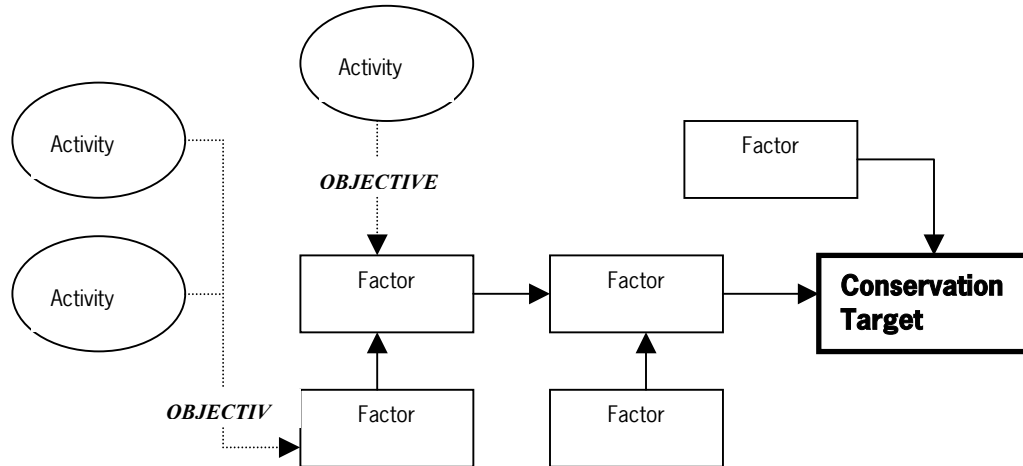 Activity
Activity
Factor
OBJECTIVE
Activity
Factor
Factor
Conservation
Target
OBJECTIV
Factor
Factor